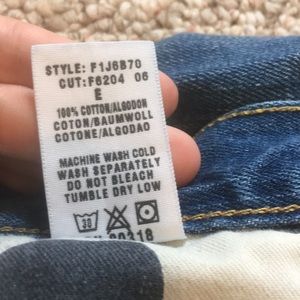 STYLE: F1J6B70
CUT: F6204 06
E
100% COTTON/ALGODON
COTON/BAUMWOLL
COTONE/ALGODAO
MACHINE WASH COLD
WASH SEPARATELY
DO NOT BLEACH
TUMBLE DRY LOW
30